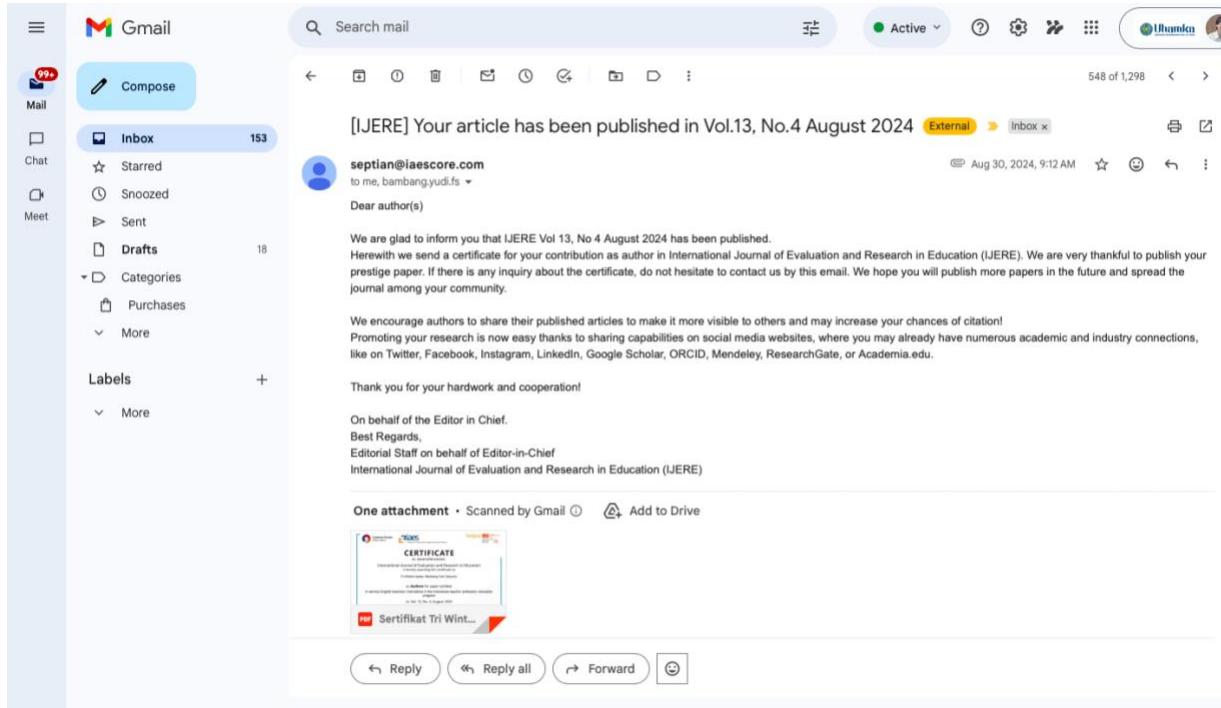 Gmail
Search mail
Active
Uhamka
99+
Mail
Chat
Meet
Compose
Inbox 153
Starred
Snoozed
Sent
Drafts 18
Categories
Purchases
More
Labels
More
548 of 1,298
[IJERE] Your article has been published in Vol.13, No.4 August 2024 External Inbox x
septian@iaescore.com Aug 30, 2024, 9:12 AM
to me, bambang.yudi.fs
Dear author(s)
We are glad to inform you that IJERE Vol 13, No 4 August 2024 has been published.
Herewith we send a certificate for your contribution as author in International Journal of Evaluation and Research in Education (IJERE). We are very thankful to publish your
prestige paper. If there is any inquiry about the certificate, do not hesitate to contact us by this email. We hope you will publish more papers in the future and spread the
journal among your community.
We encourage authors to share their published articles to make it more visible to others and may increase your chances of citation!
Promoting your research is now easy thanks to sharing capabilities on social media websites, where you may already have numerous academic and industry connections,
like on Twitter, Facebook, Instagram, LinkedIn, Google Scholar, ORCID, Mendeley, ResearchGate, or Academia.edu.
Thank you for your hardwork and cooperation!
On behalf of the Editor in Chief.
Best Regards,
Editorial Staff on behalf of Editor-in-Chief
International Journal of Evaluation and Research in Education (IJERE)
One attachment • Scanned by Gmail Add to Drive
CERTIFICATE
International Journal of Evaluation and Research in Education
PDF Sertifikat Tri Wint...
Reply Reply all Forward